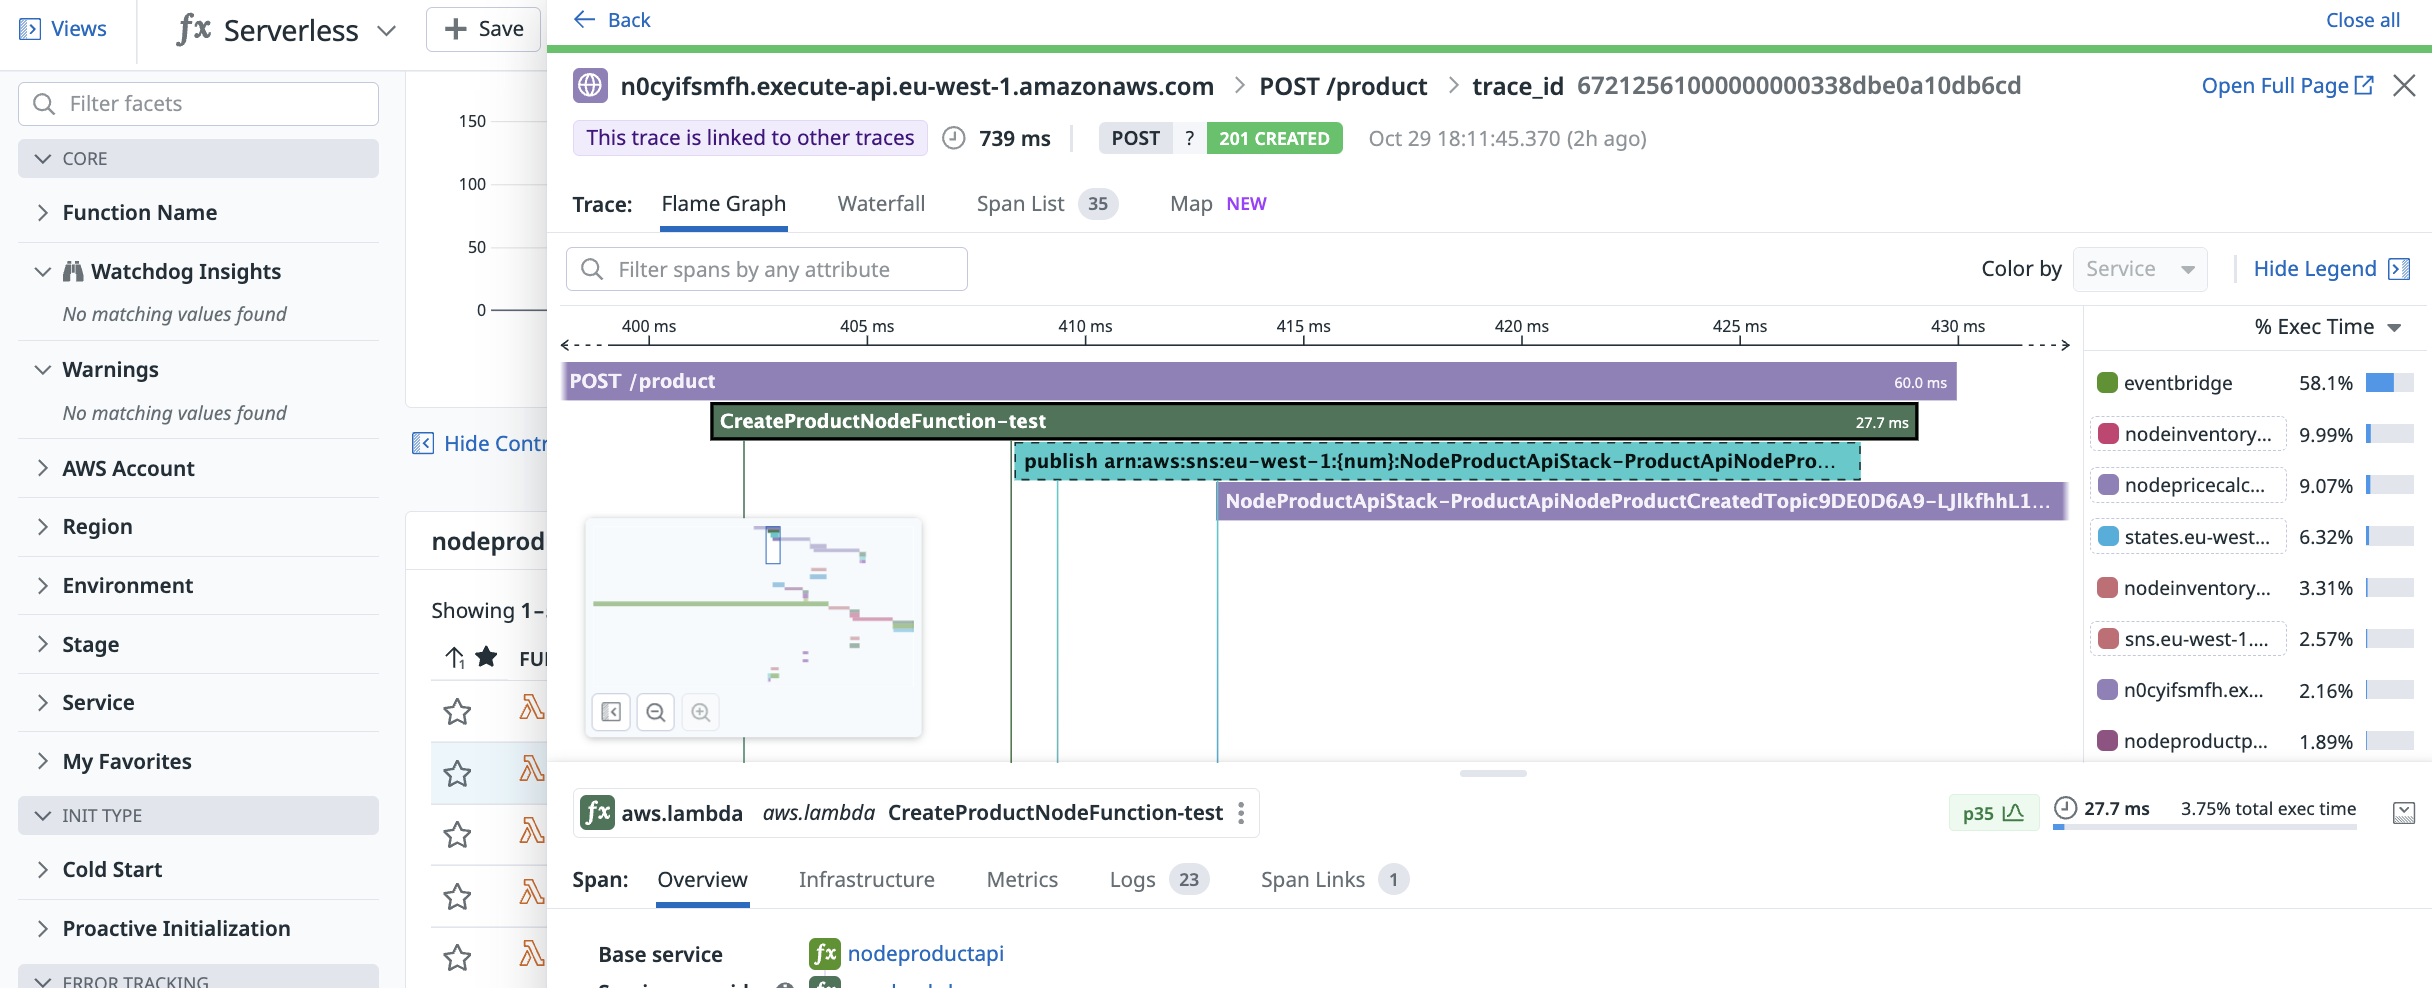 Views
fx Serverless
Save
Filter facets
CORE
Function Name
Watchdog Insights
No matching values found
Warnings
No matching values found
AWS Account
Region
Environment
Stage
Service
My Favorites
INIT TYPE
Cold Start
Proactive Initialization
ERROR TRACKING
150
100
50
0
Hide Contr
nodeprod
Showing 1–
FU
Back
Close all
n0cyifsmfh.execute-api.eu-west-1.amazonaws.com > POST /product > trace_id 67212561000000000338dbe0a10db6cd
Open Full Page
This trace is linked to other traces 739 ms POST ? 201 CREATED Oct 29 18:11:45.370 (2h ago)
Trace: Flame Graph Waterfall Span List 35 Map NEW
Filter spans by any attribute
Color by Service Hide Legend
400 ms 405 ms 410 ms 415 ms 420 ms 425 ms 430 ms
POST /product 60.0 ms
CreateProductNodeFunction-test 27.7 ms
publish arn:aws:sns:eu-west-1:{num}:NodeProductApiStack-ProductApiNodePro...
NodeProductApiStack-ProductApiNodeProductCreatedTopic9DE0D6A9-LJlkfhhL1...
% Exec Time
eventbridge 58.1%
nodeinventory... 9.99%
nodepricecalc... 9.07%
states.eu-west... 6.32%
nodeinventory... 3.31%
sns.eu-west-1.... 2.57%
n0cyifsmfh.ex... 2.16%
nodeproductp... 1.89%
fx aws.lambda aws.lambda CreateProductNodeFunction-test
p35 27.7 ms 3.75% total exec time
Span: Overview Infrastructure Metrics Logs 23 Span Links 1
Base service fx nodeproductapi